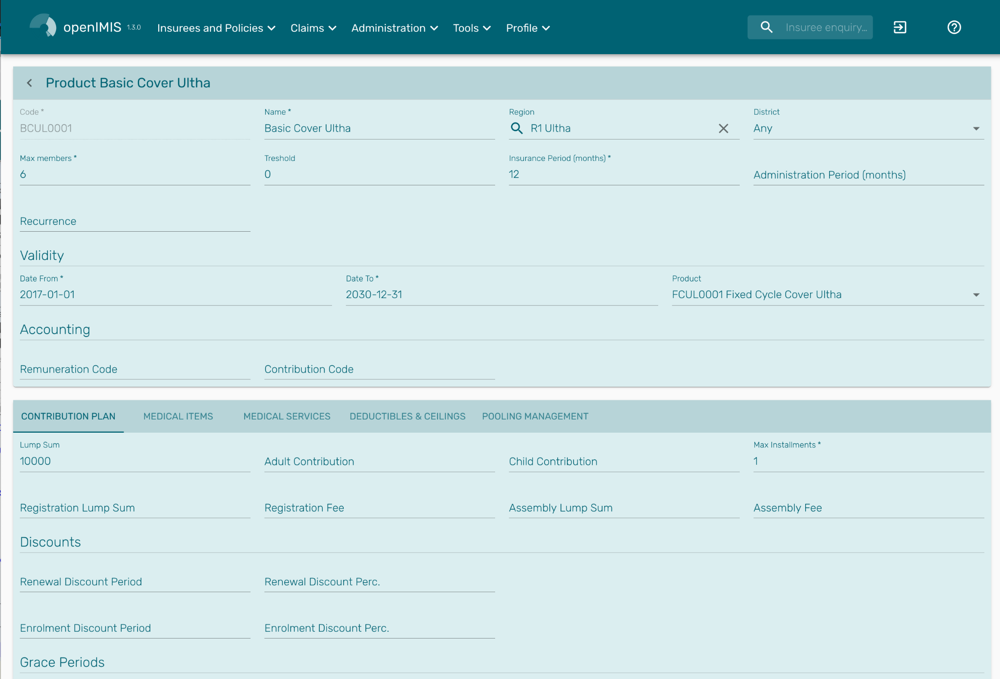 openIMIS 1.3.0 Insurees and Policies Claims Administration Tools Profile Insuree enquiry...
Product Basic Cover Ultha
Code * Name * Region District
BCUL0001 Basic Cover Ultha R1 Ultha Any
Max members * Treshold Insurance Period (months) *
6 0 12 Administration Period (months)
Recurrence
Validity
Date From * Date To * Product
2017-01-01 2030-12-31 FCUL0001 Fixed Cycle Cover Ultha
Accounting
Remuneration Code Contribution Code
CONTRIBUTION PLAN MEDICAL ITEMS MEDICAL SERVICES DEDUCTIBLES & CEILINGS POOLING MANAGEMENT
Lump Sum Max Installments *
10000 Adult Contribution Child Contribution 1
Registration Lump Sum Registration Fee Assembly Lump Sum Assembly Fee
Discounts
Renewal Discount Period Renewal Discount Perc.
Enrolment Discount Period Enrolment Discount Perc.
Grace Periods